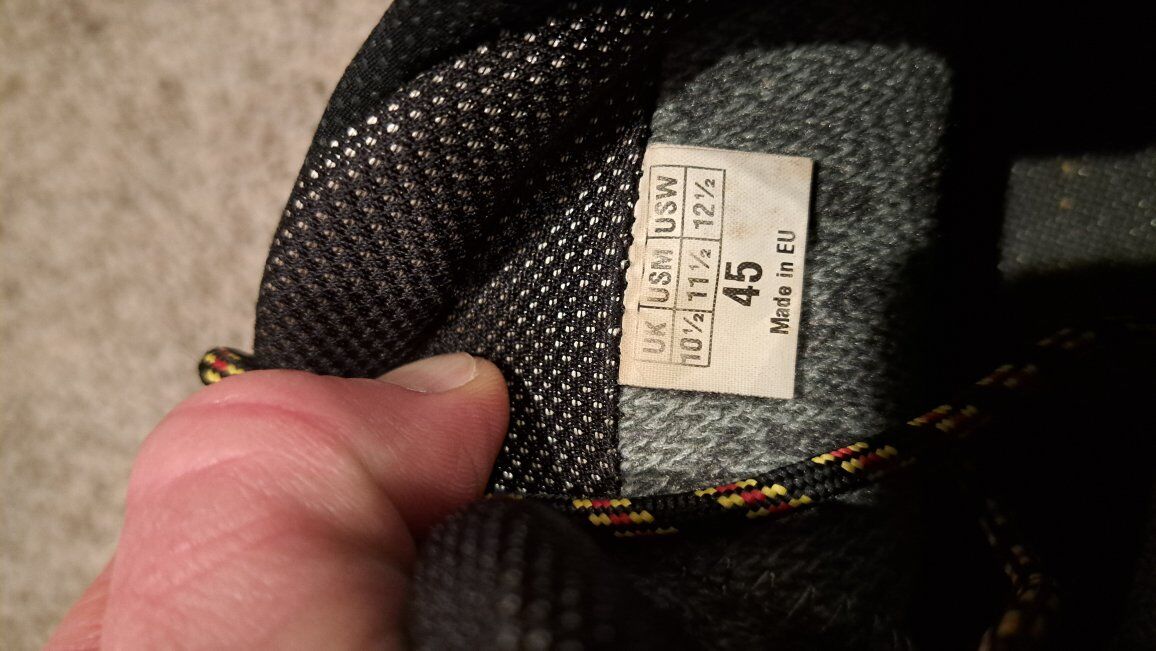 UK USM USW
10½ 11½ 12½
45
Made in EU